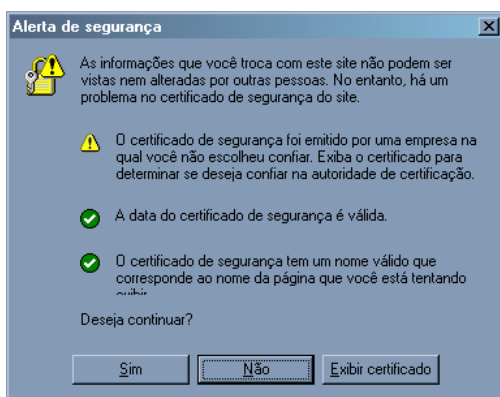 Alerta de segurança
As informações que você troca com este site não podem ser
vistas nem alteradas por outras pessoas. No entanto, há um
problema no certificado de segurança do site.
O certificado de segurança foi emitido por uma empresa na
qual você não escolheu confiar. Exiba o certificado para
determinar se deseja confiar na autoridade de certificação.
A data do certificado de segurança é válida.
O certificado de segurança tem um nome válido que
corresponde ao nome da página que você está tentando
Deseja continuar?
Sim Não Exibir certificado